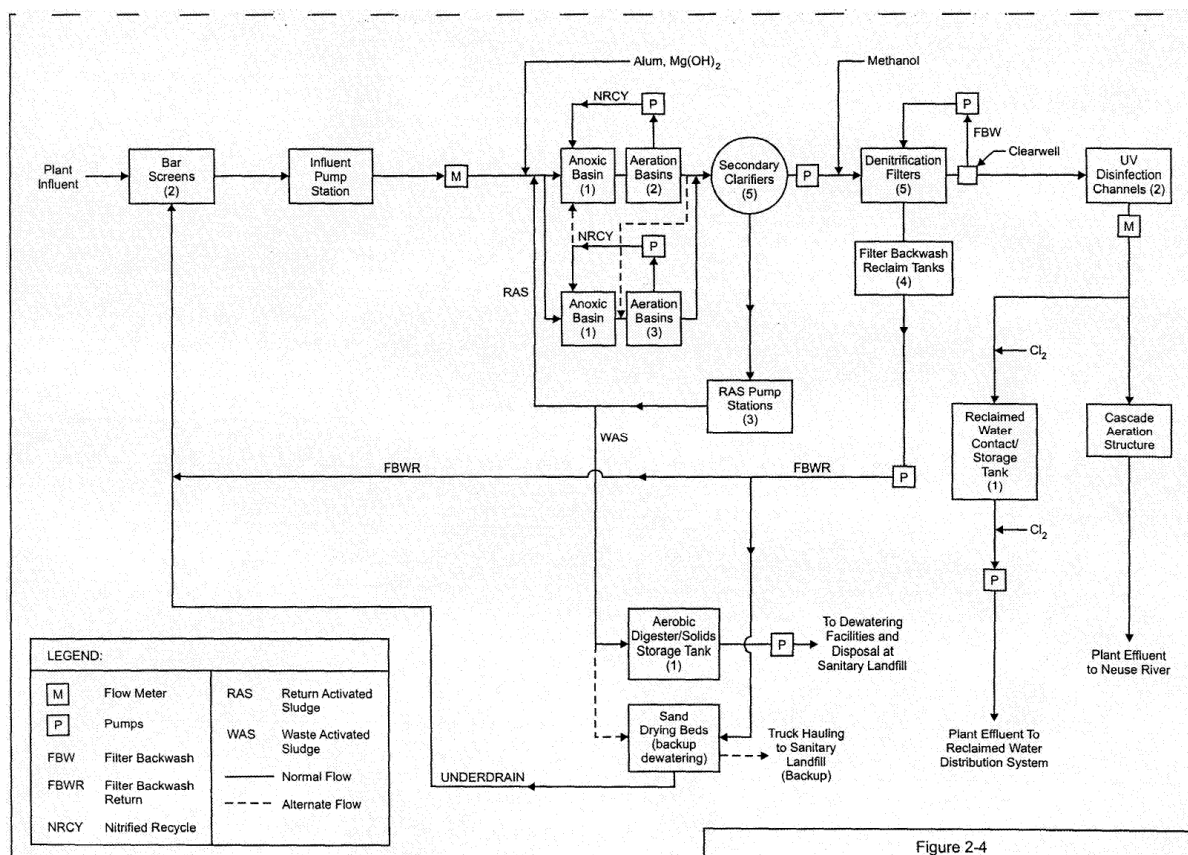 Alum, Mg(OH)2
Methanol
NRCY
P
P
FBW
Clearwell
Plant
Influent
Bar
Screens
(2)
Influent
Pump
Station
M
Anoxic
Basin
(1)
Aeration
Basins
(2)
Secondary
Clarifiers
(5)
P
Denitrification
Filters
(5)
UV
Disinfection
Channels (2)
M
NRCY
P
Filter Backwash
Reclaim Tanks
(4)
RAS
Anoxic
Basin
(1)
Aeration
Basins
(3)
Cl2
RAS Pump
Stations
(3)
Reclaimed
Water
Contact/
Storage
Tank
(1)
Cascade
Aeration
Structure
WAS
FBWR
FBWR
P
Cl2
P
Aerobic
Digester/Solids
Storage Tank
(1)
P
To Dewatering
Facilities and
Disposal at
Sanitary Landfill
Plant Effluent
to Neuse River
Sand
Drying Beds
(backup
dewatering)
Truck Hauling
to Sanitary
Landfill
(Backup)
Plant Effluent To
Reclaimed Water
Distribution System
UNDERDRAIN
LEGEND:
M Flow Meter
P Pumps
FBW Filter Backwash
FBWR Filter Backwash
Return
NRCY Nitrified Recycle
RAS Return Activated
Sludge
WAS Waste Activated
Sludge
Normal Flow
Alternate Flow
Figure 2-4